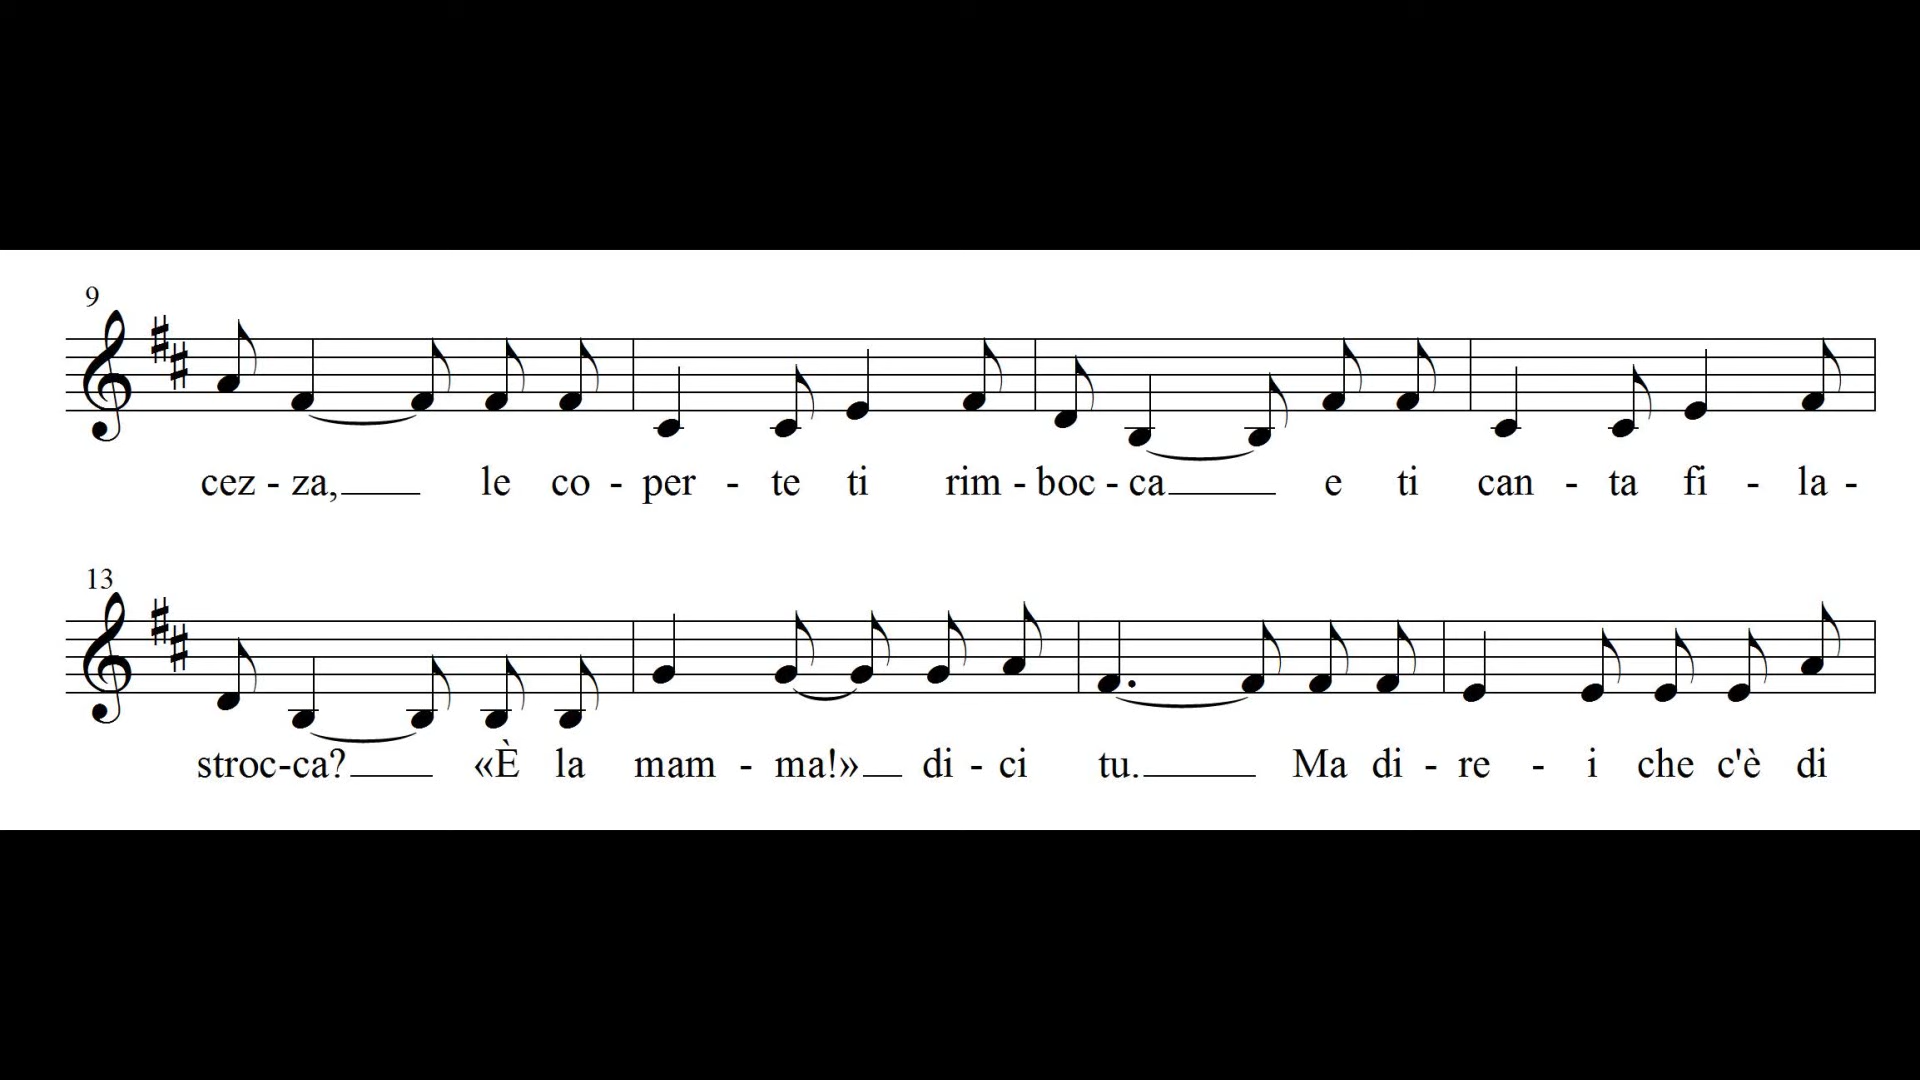 9
cez - za, le co - per - te ti rim - boc - ca e ti can - ta fi - la -
13
stroc-ca? «È la mam - ma!» di - ci tu. Ma di - re - i che c'è di